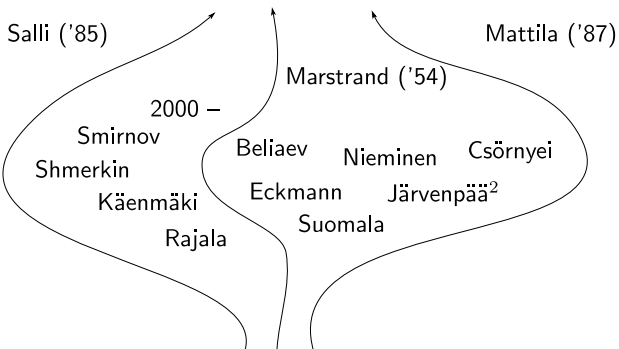 Salli ('85)
Mattila ('87)
Marstrand ('54)
2000 –
Smirnov
Beliaev
Nieminen
Csörnyei
Shmerkin
Eckmann
Järvenpää²
Käenmäki
Suomala
Rajala